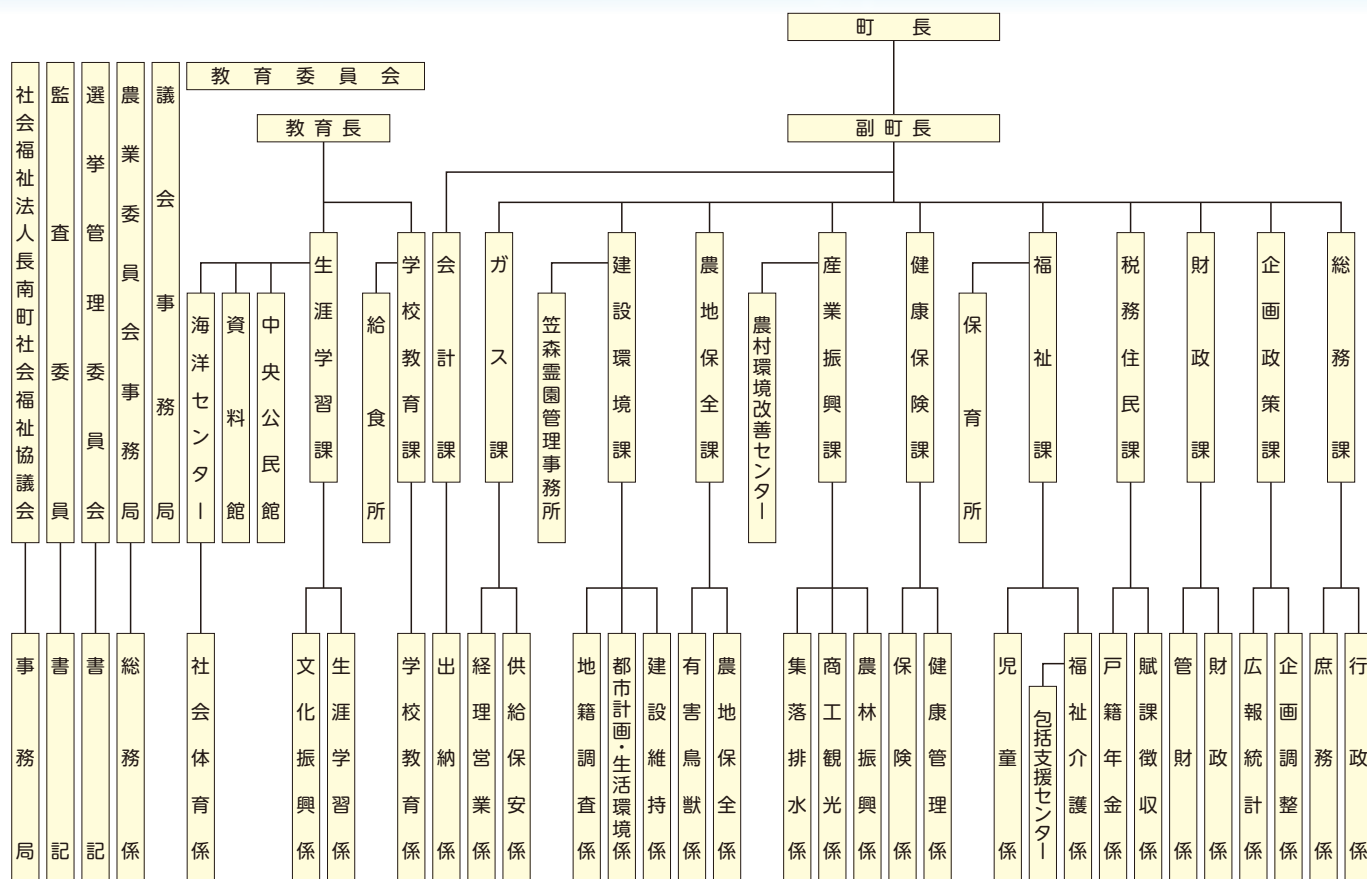 町長
副町長
教育委員会
教育長
社会福祉法人長南町社会福祉協議会
監査委員
選挙管理委員会
農業委員会事務局
議会事務局
生涯学習課
学校教育課
会計課
ガス課
建設環境課
農地保全課
産業振興課
健康保険課
福祉課
税務住民課
財政課
企画政策課
総務課
海洋センター
資料館
中央公民館
給食所
笠森霊園管理事務所
農村環境改善センター
保育所
事務局
書記
書記
総務係
社会体育係
文化振興係
生涯学習係
学校教育係
出納係
経理営業係
供給保安係
地籍調査係
都市計画・生活環境係
建設維持係
有害鳥獣係
農地保全係
集落排水係
商工観光係
農林振興係
保険係
健康管理係
児童係
包括支援センター
福祉介護係
戸籍年金係
賦課徴収係
管財係
財政係
広報統計係
企画調整係
庶務係
行政係